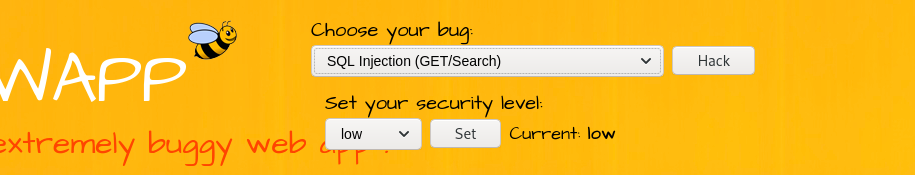 WAPP
Choose your bug:
SQL Injection (GET/Search) Hack
Set your security level:
low Set Current: low
extremely buggy web app !